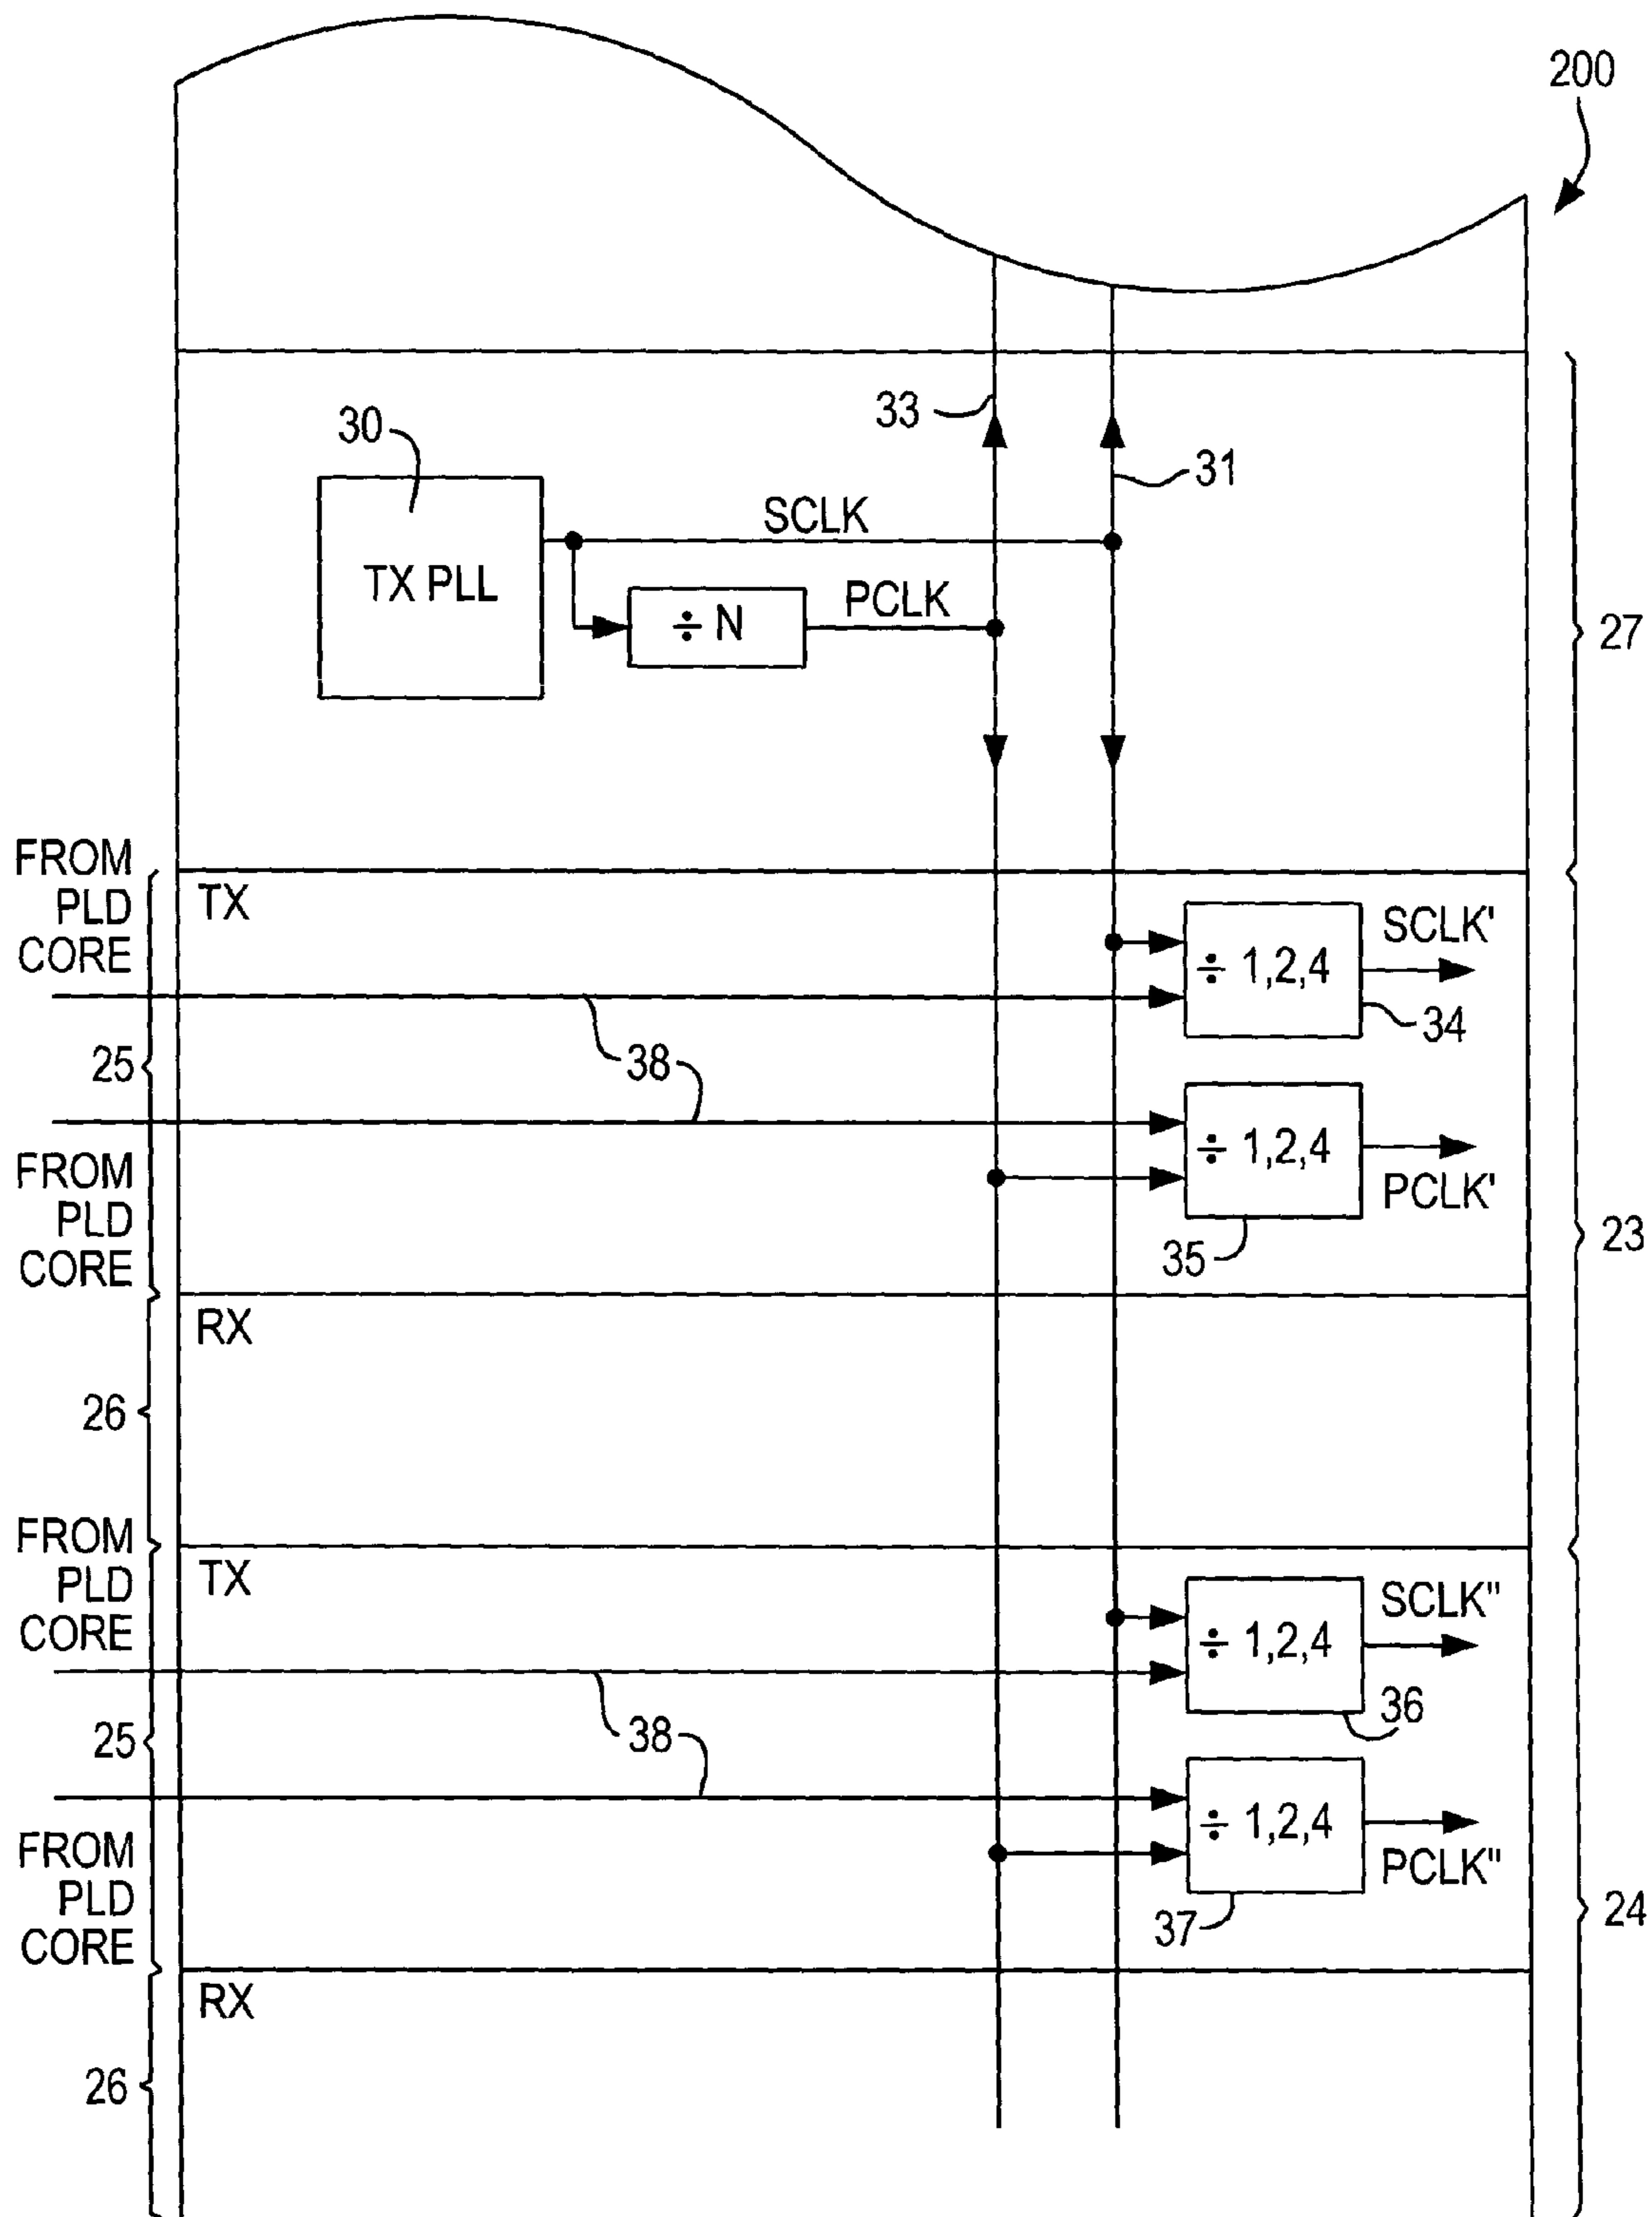 200
33
30
31
SCLK
TX PLL
PCLK
÷ N
27
FROM
PLD
CORE
TX
SCLK'
÷ 1,2,4
34
25
38
÷ 1,2,4
FROM
PLD
CORE
PCLK'
35
23
RX
26
FROM
PLD
CORE
TX
SCLK"
÷ 1,2,4
36
25
38
÷ 1,2,4
FROM
PLD
CORE
PCLK"
37
24
RX
26